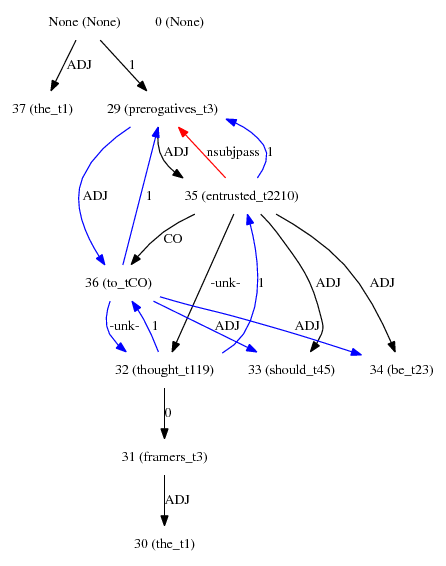 None (None) 0 (None)
ADJ 1
37 (the_t1) 29 (prerogatives_t3)
ADJ nsubjpass 1
ADJ 1 35 (entrusted_t2210)
CO
36 (to_tCO) -unk- 1 ADJ ADJ
-unk- 1 ADJ ADJ
32 (thought_t119) 33 (should_t45) 34 (be_t23)
0
31 (framers_t3)
ADJ
30 (the_t1)